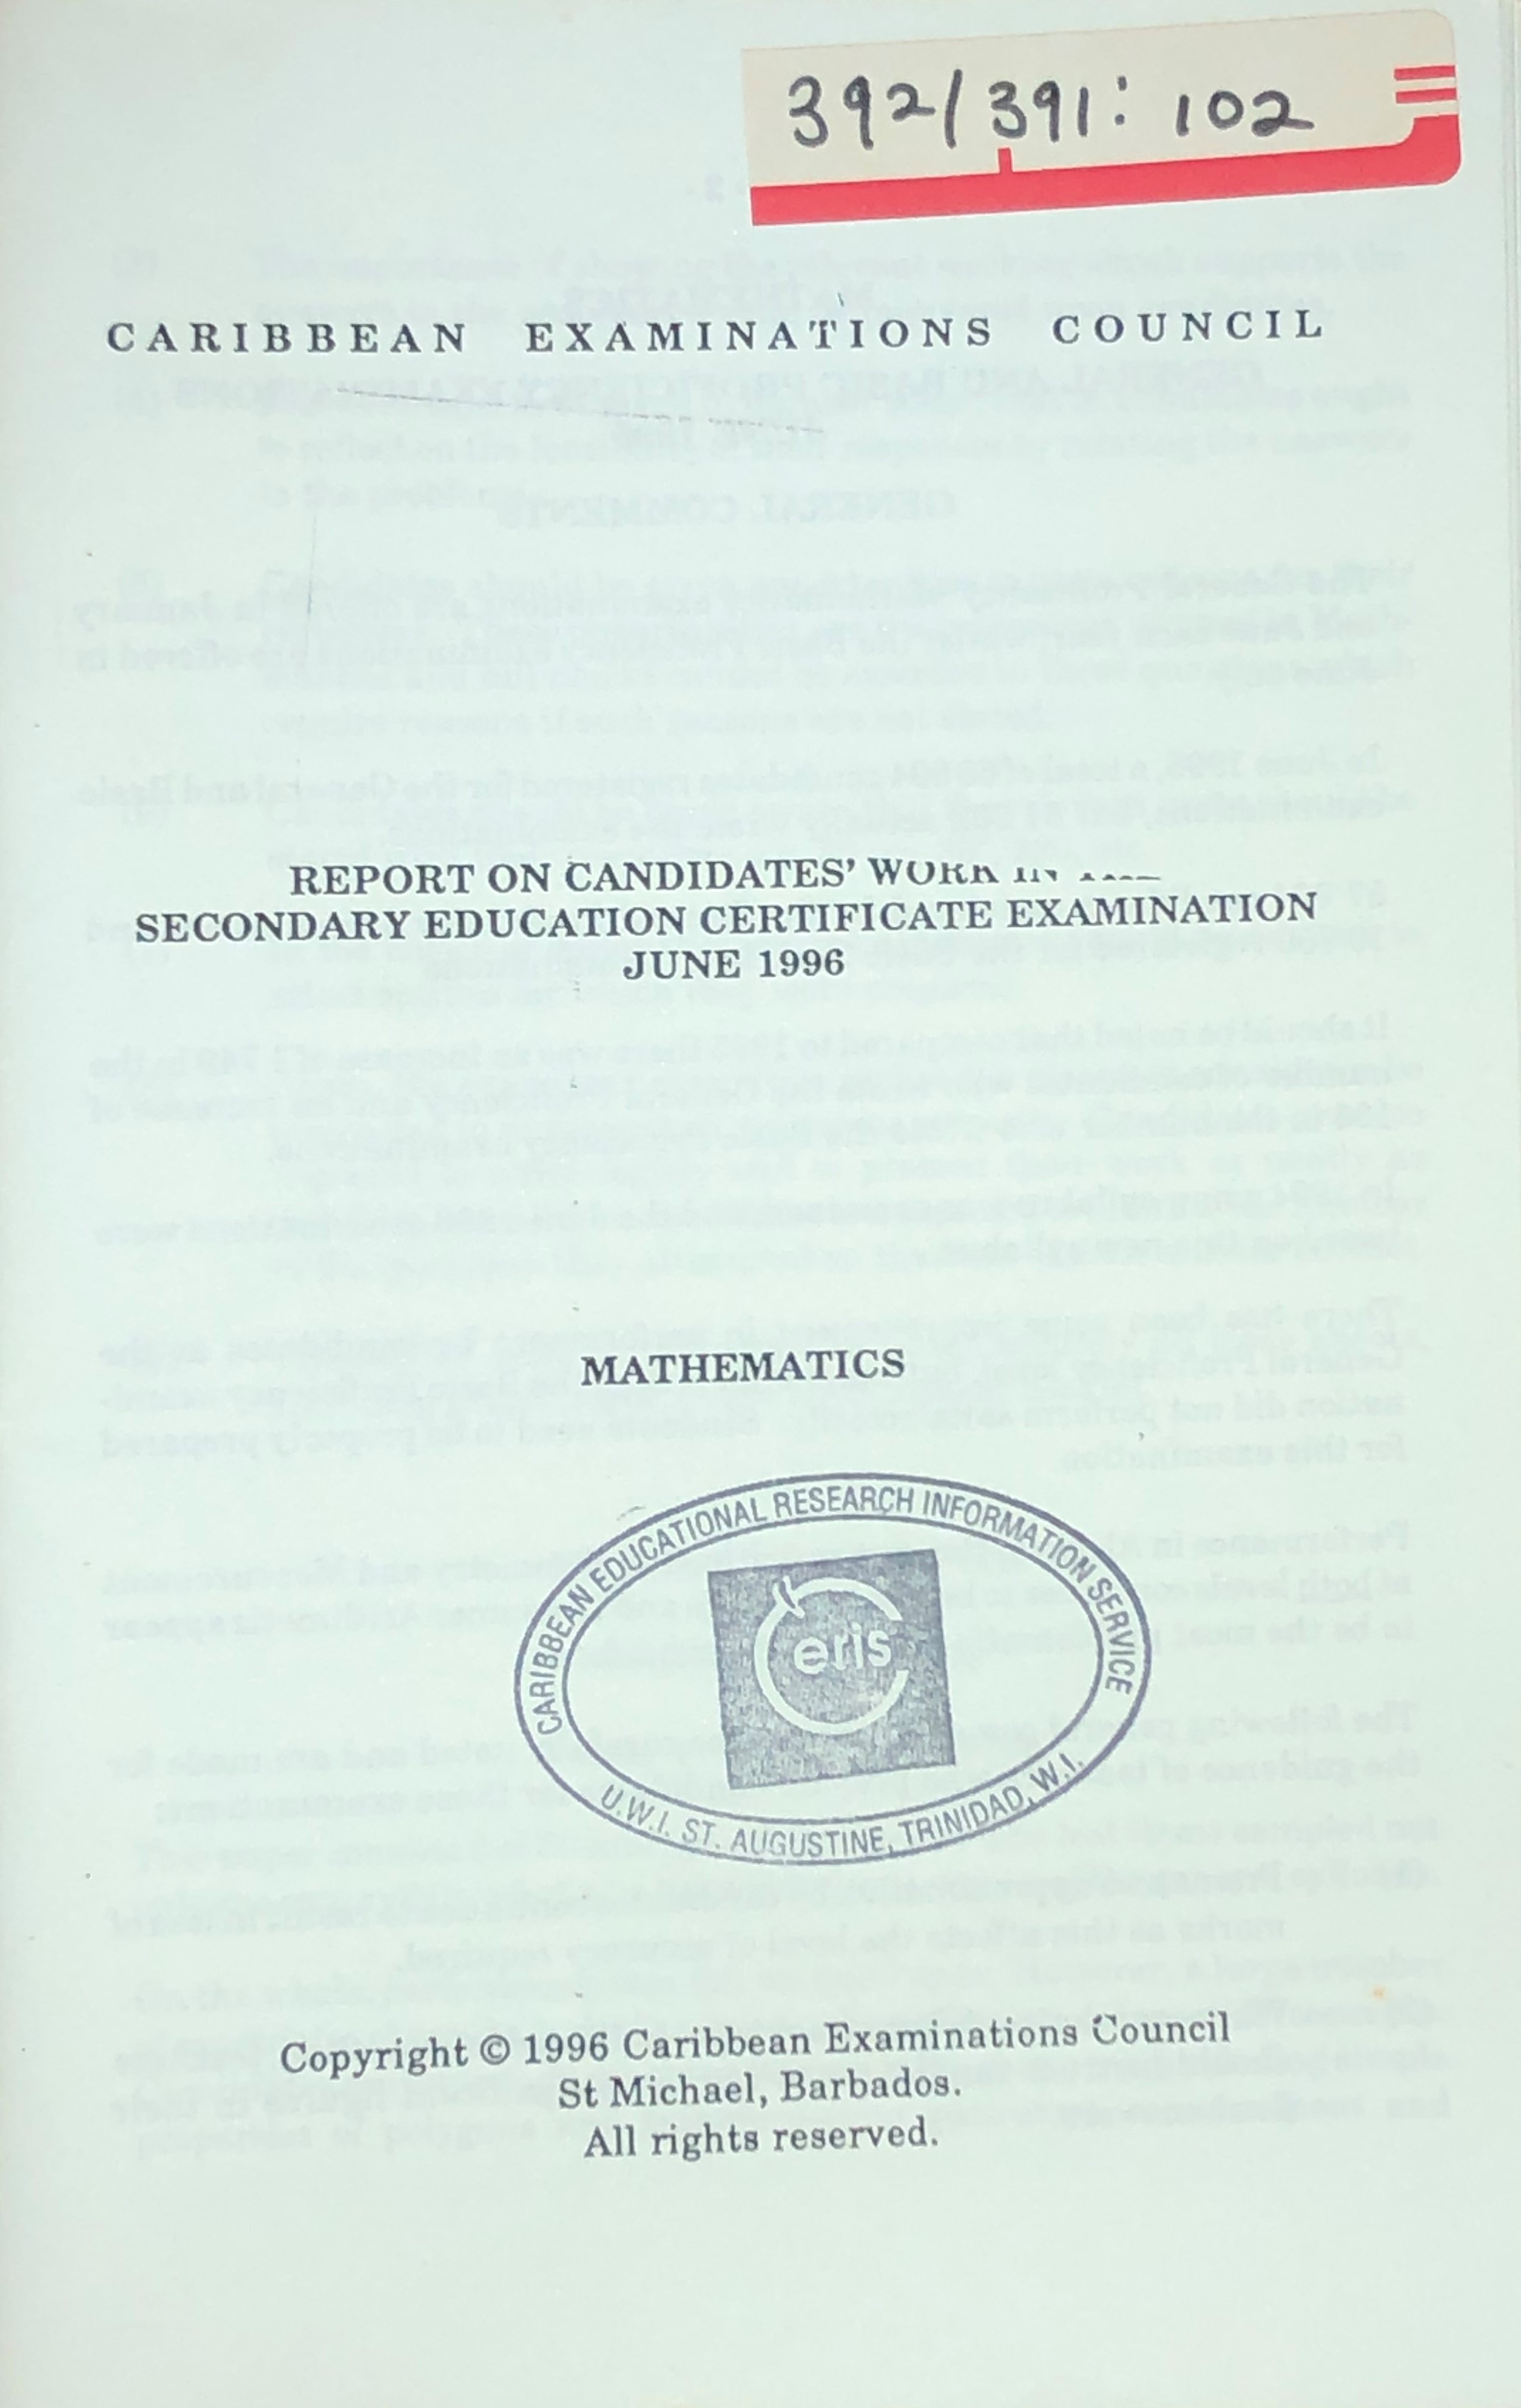 392/391: 102
CARIBBEAN EXAMINATIONS COUNCIL
REPORT ON CANDIDATES' WORK IN
SECONDARY EDUCATION CERTIFICATE EXAMINATION
JUNE 1996
MATHEMATICS
CARIBBEAN EDUCATIONAL RESEARCH INFORMATION SERVICE
eris
U.W.I. ST. AUGUSTINE, TRINIDAD, W.I.
Copyright © 1996 Caribbean Examinations Council
St Michael, Barbados.
All rights reserved.